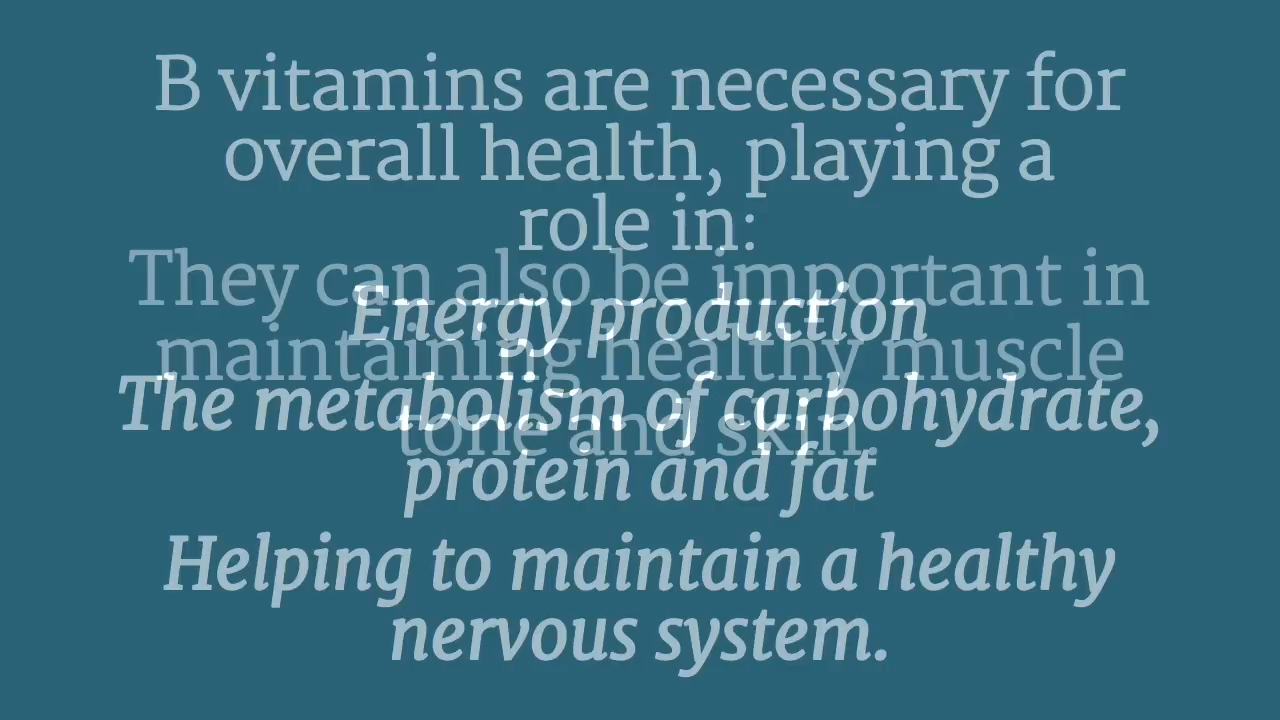 B vitamins are necessary for
overall health, playing a
role in:
They can also be important in
Energy production
maintaining healthy muscle
The metabolism of carbohydrate,
tone and skin.
protein and fat
Helping to maintain a healthy
nervous system.